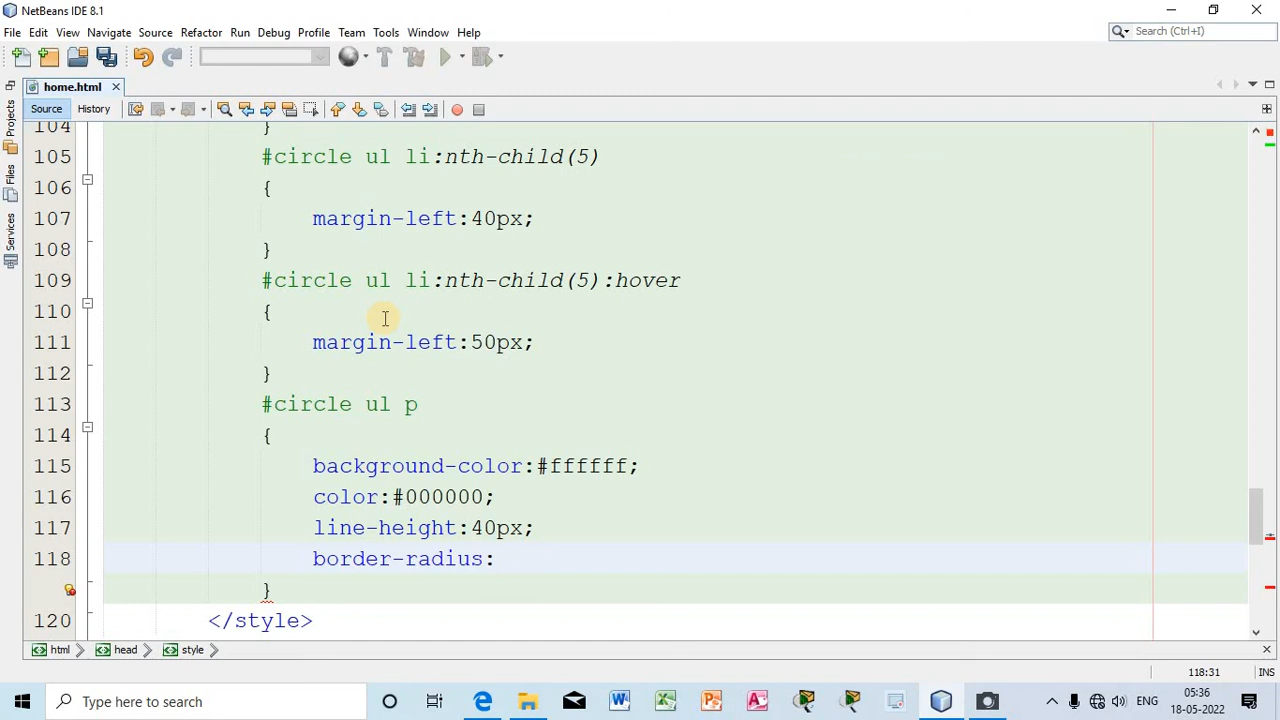 NetBeans IDE 8.1
File Edit View Navigate Source Refactor Run Debug Profile Team Tools Window Help
Search (Ctrl+I)
home.html
Source History
Projects
Files
Services
104 }
105 #circle ul li:nth-child(5)
106 {
107 margin-left:40px;
108 }
109 #circle ul li:nth-child(5):hover
110 {
111 margin-left:50px;
112 }
113 #circle ul p
114 {
115 background-color:#ffffff;
116 color:#000000;
117 line-height:40px;
118 border-radius:
}
120 </style>
html head style
118:31 INS
Type here to search
ENG
05:36
18-05-2022